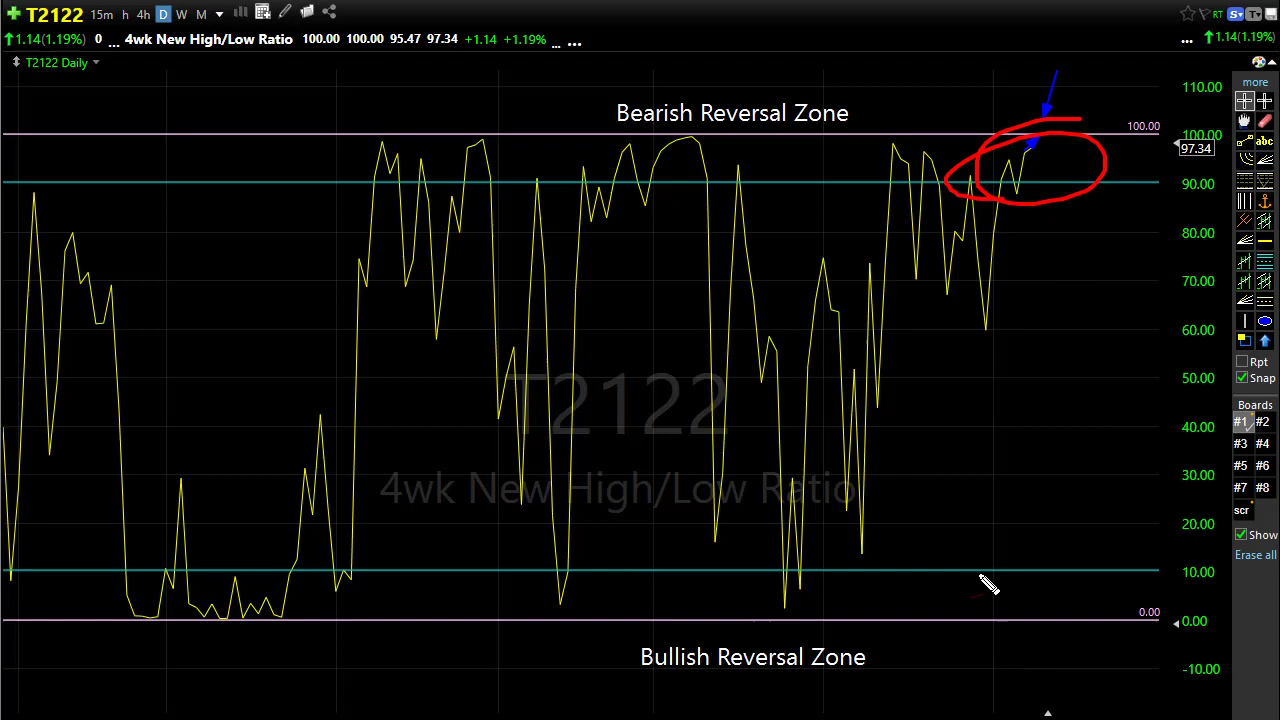 T2122 15m h 4h D W M RT S T
1.14(1.19%) 0 ... 4wk New High/Low Ratio 100.00 100.00 95.47 97.34 +1.14 +1.19% ... ... ... 1.14(1.19%)
T2122 Daily
more
110.00
Bearish Reversal Zone
100.00
100.00
abc
97.34
90.00
80.00
70.00
60.00
Rpt
50.00
Snap
T2122
Boards
#1 #2
40.00
#3 #4
#5 #6
30.00
4wk New High/Low Ratio
#7 #8
scr
20.00
Show
Erase all
10.00
0.00
0.00
Bullish Reversal Zone
-10.00